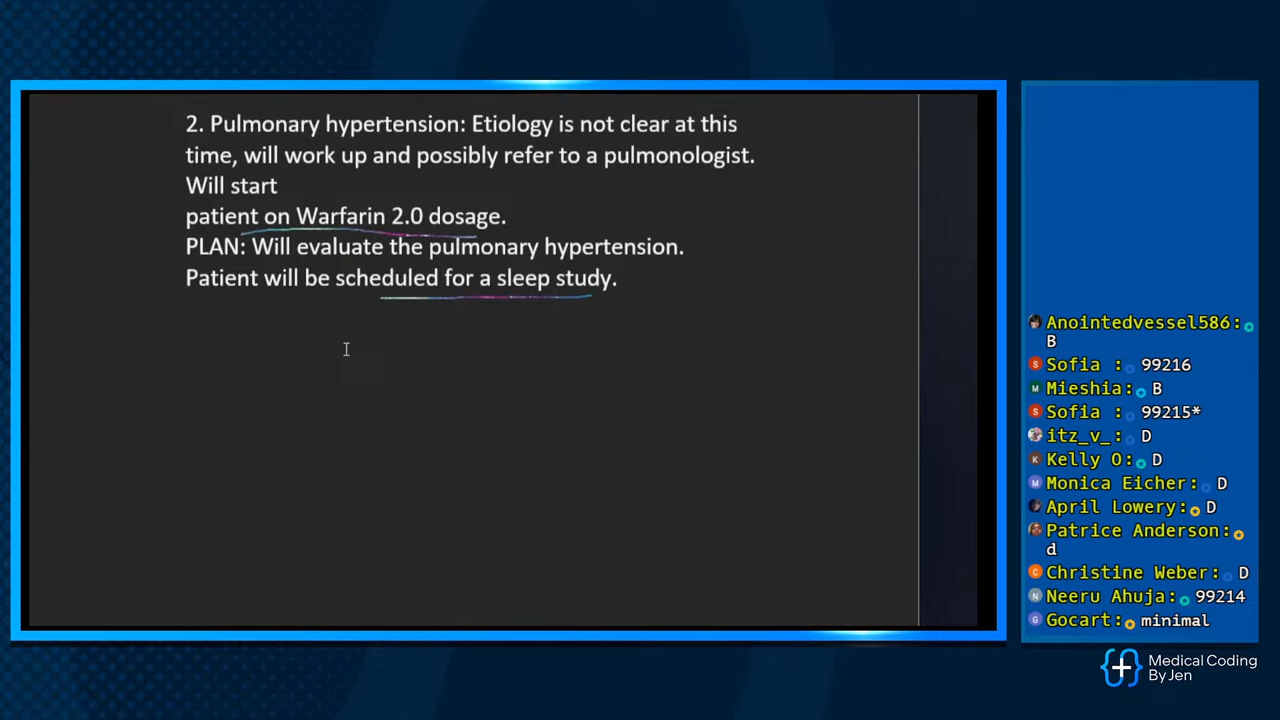 2. Pulmonary hypertension: Etiology is not clear at this
time, will work up and possibly refer to a pulmonologist.
Will start
patient on Warfarin 2.0 dosage.
PLAN: Will evaluate the pulmonary hypertension.
Patient will be scheduled for a sleep study.
Anointedvessel586:
B
S Sofia : 99216
M Mieshia: B
S Sofia : 99215*
itz_v_: D
K Kelly O: D
M Monica Eicher: D
April Lowery: D
Patrice Anderson:
d
C Christine Weber: D
N Neeru Ahuja: 99214
G Gocart: minimal
Medical Coding
By Jen